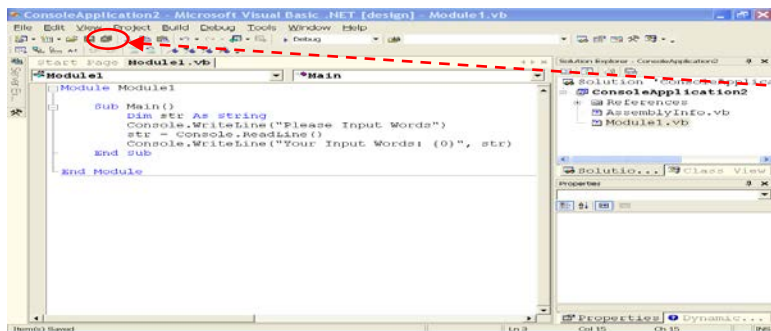 ConsoleApplication2 - Microsoft Visual Basic .NET [design] - Module1.vb
File Edit View Project Build Debug Tools Window Help
Debug
Start Page Module1.vb
Module1 Main
Module Module1
Sub Main()
Dim str As String
Console.WriteLine("Please Input Words")
str = Console.ReadLine()
Console.WriteLine("Your Input Words: {0}", str)
End Sub
End Module
Solution Explorer - ConsoleApplication2
Solution 'ConsoleApplica
ConsoleApplication2
References
AssemblyInfo.vb
Module1.vb
Solutio... Class View
Properties
Properties Dynamic...
Item(s) Saved Ln 3 Col 15 Ch 15 INS